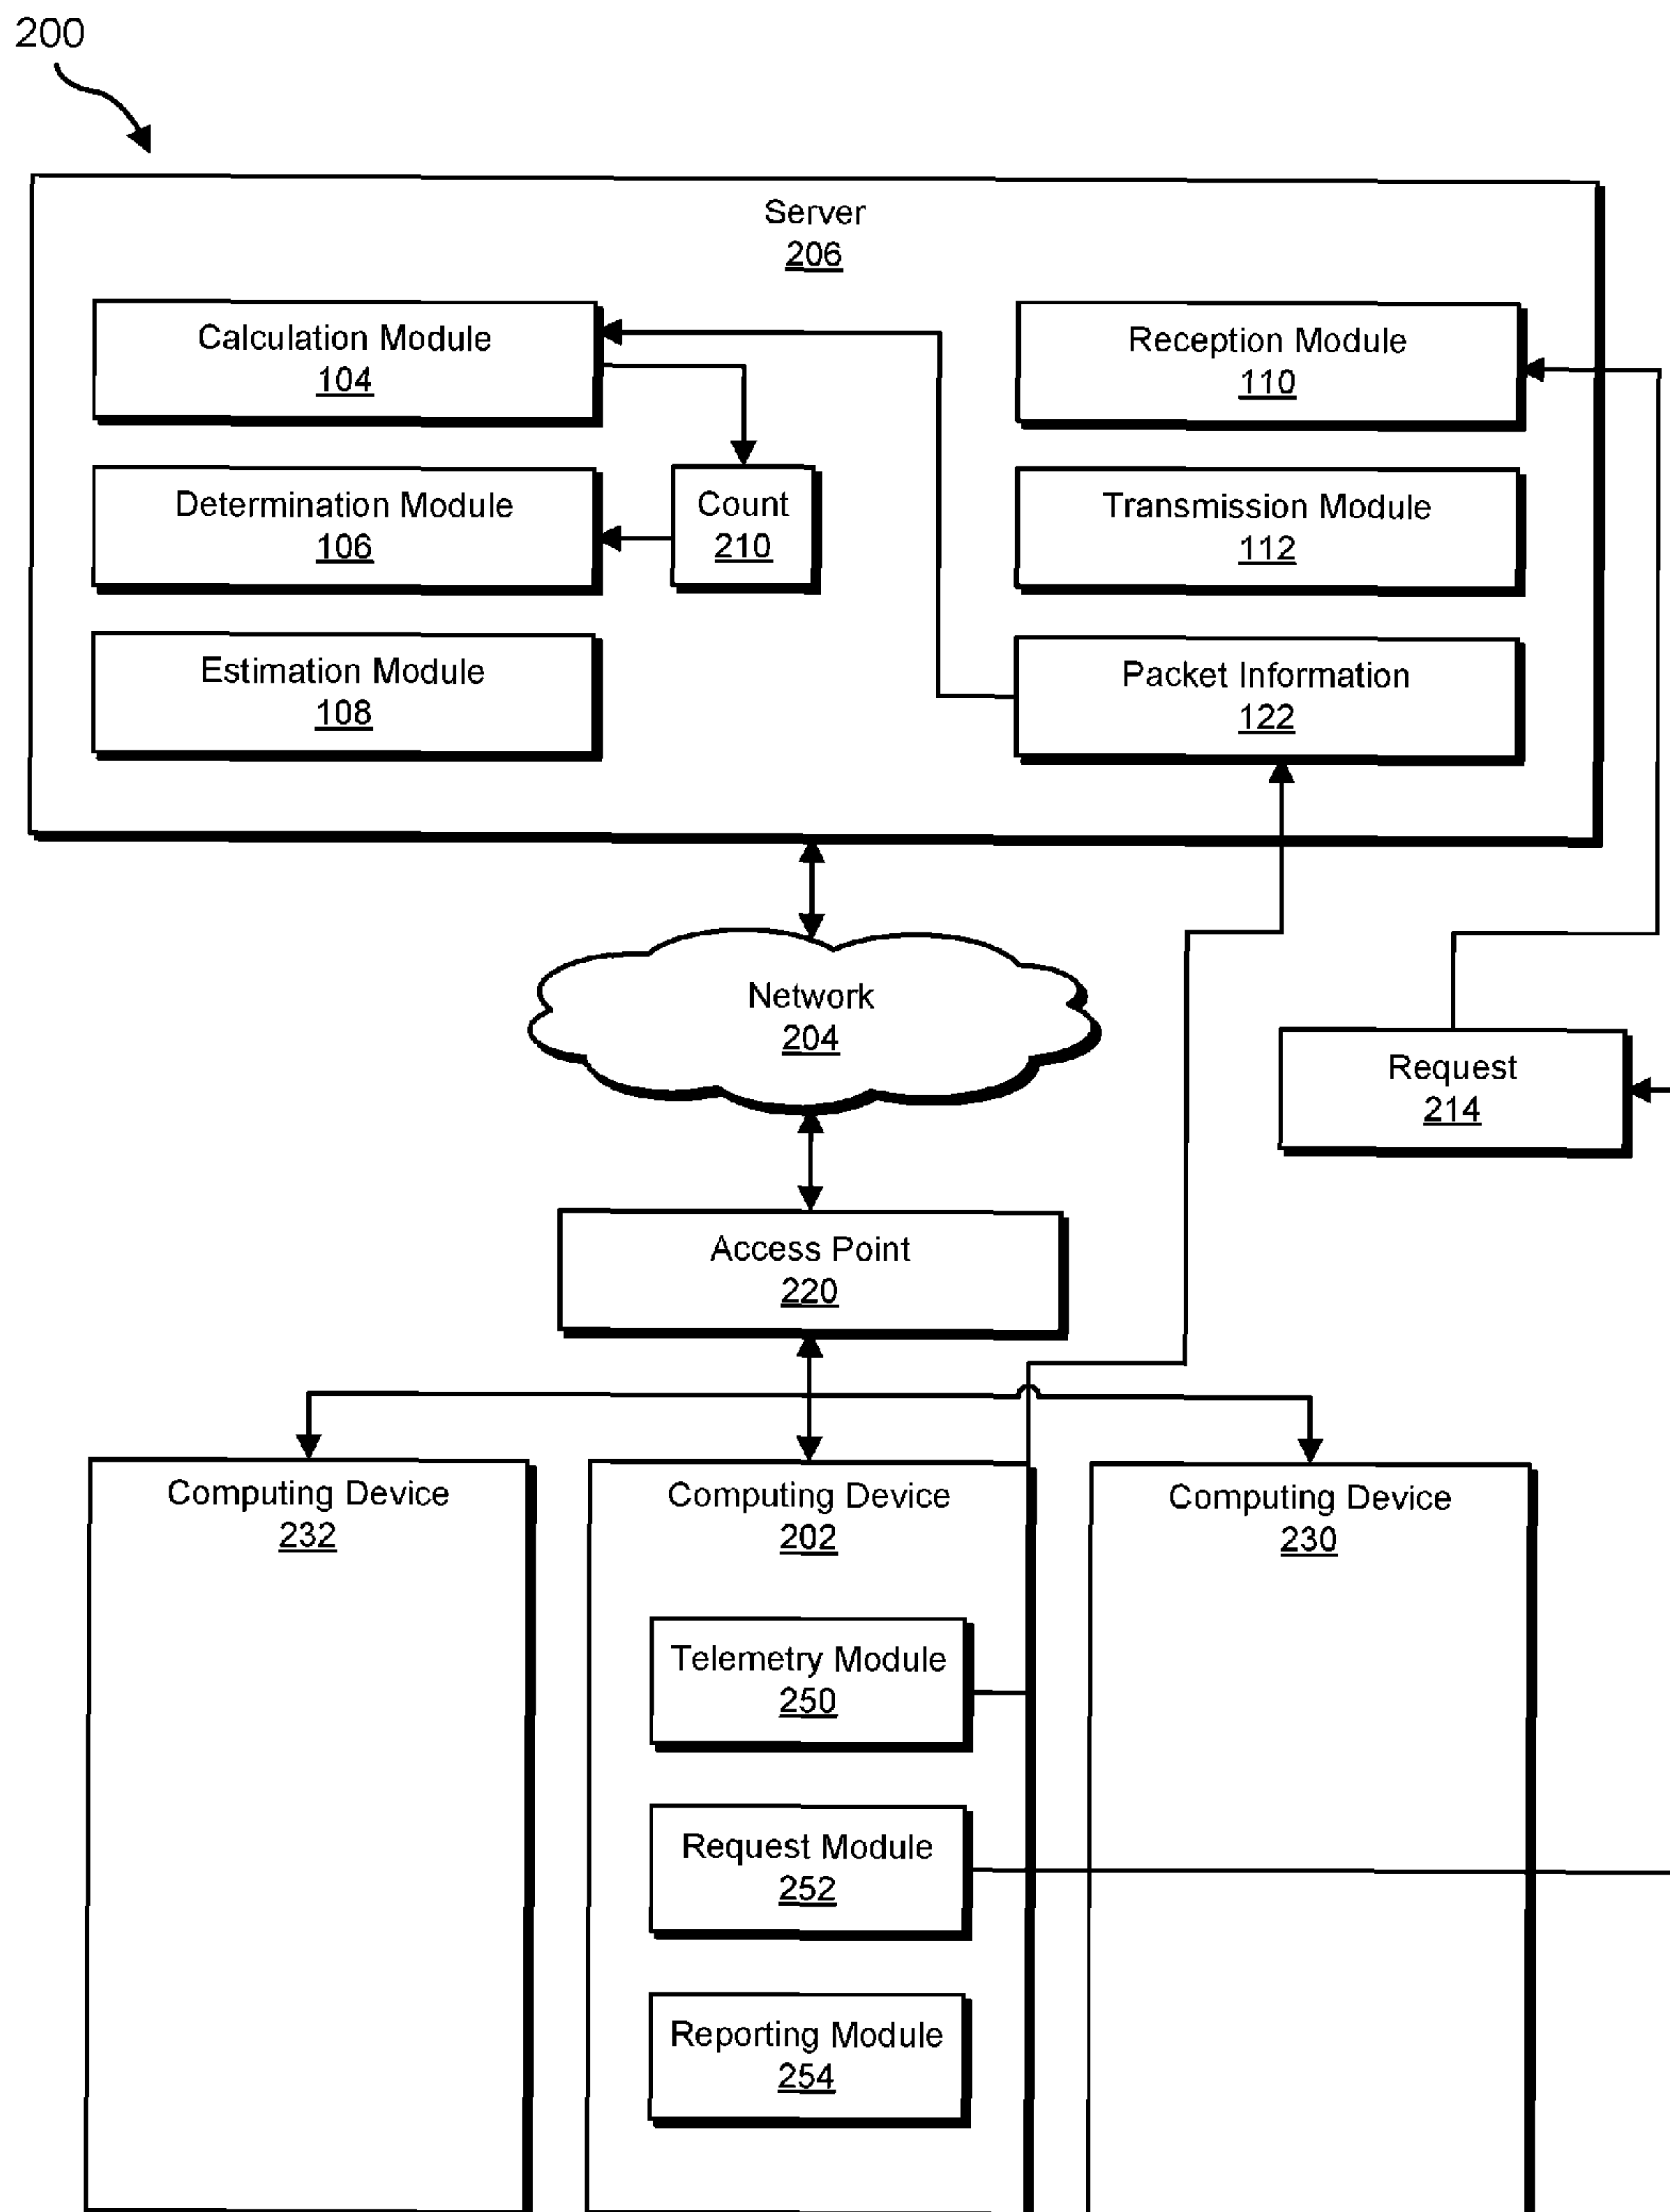 200
Server
206
Calculation Module
104
Reception Module
110
Determination Module
106
Count
210
Transmission Module
112
Estimation Module
108
Packet Information
122
Network
204
Request
214
Access Point
220
Computing Device
232
Computing Device
202
Computing Device
230
Telemetry Module
250
Request Module
252
Reporting Module
254